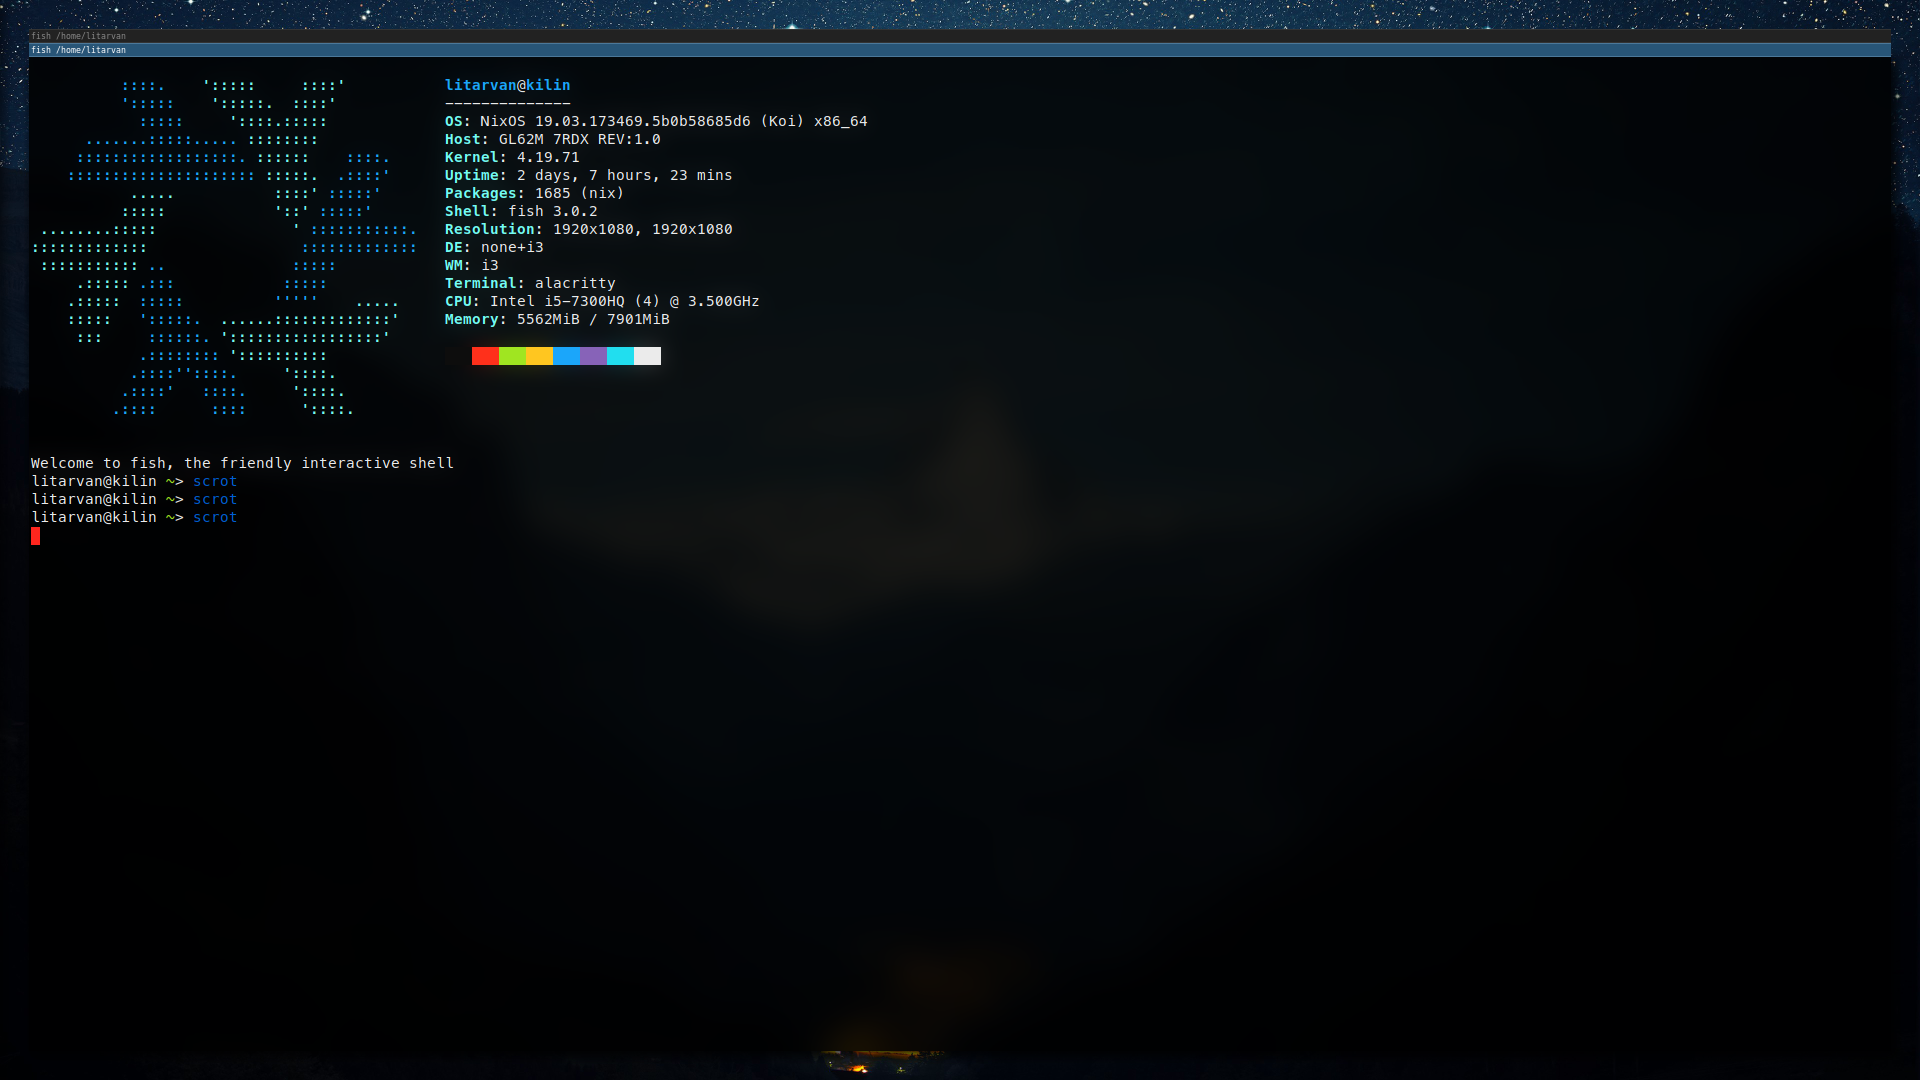 fish /home/litarvan
fish /home/litarvan
litarvan@kilin
--------------
OS: NixOS 19.03.173469.5b0b58685d6 (Koi) x86_64
Host: GL62M 7RDX REV:1.0
Kernel: 4.19.71
Uptime: 2 days, 7 hours, 23 mins
Packages: 1685 (nix)
Shell: fish 3.0.2
Resolution: 1920x1080, 1920x1080
DE: none+i3
WM: i3
Terminal: alacritty
CPU: Intel i5-7300HQ (4) @ 3.500GHz
Memory: 5562MiB / 7901MiB
Welcome to fish, the friendly interactive shell
litarvan@kilin ~> scrot
litarvan@kilin ~> scrot
litarvan@kilin ~> scrot